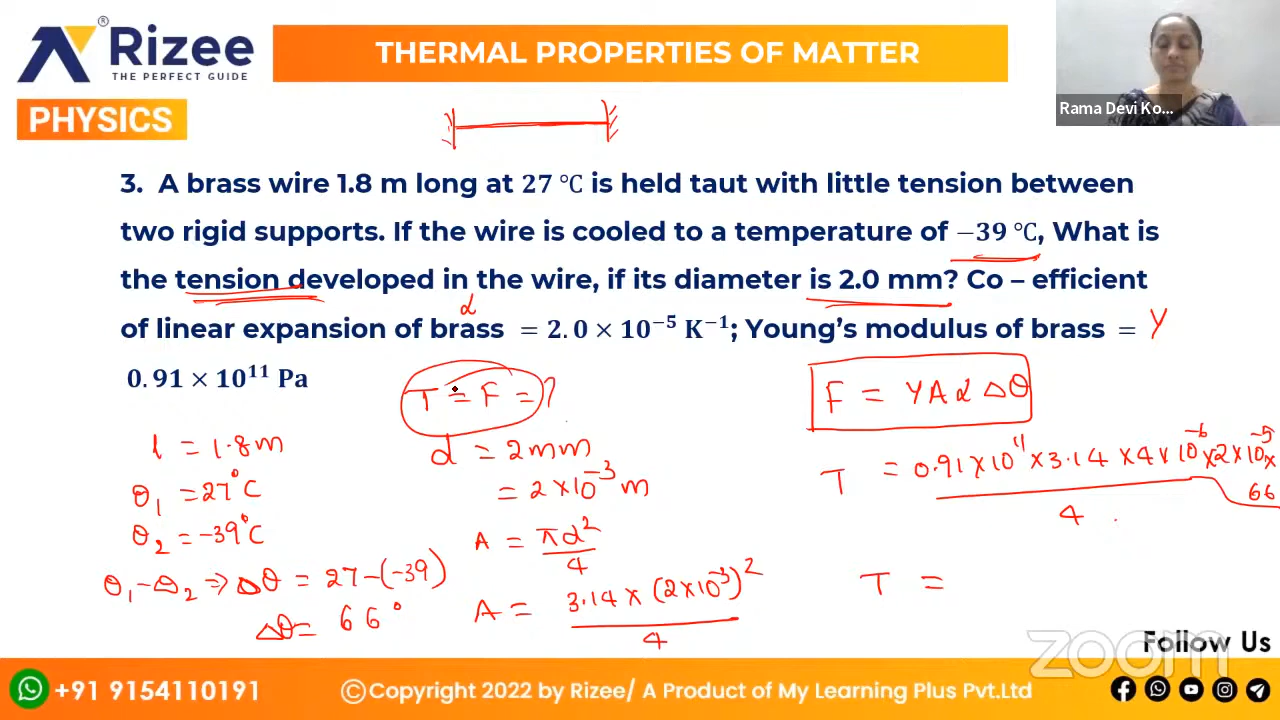 Rizee®
THE PERFECT GUIDE
THERMAL PROPERTIES OF MATTER
Rama Devi Ko...
PHYSICS
3. A brass wire 1.8 m long at 27 °C is held taut with little tension between
two rigid supports. If the wire is cooled to a temperature of −39 °C, What is
the tension developed in the wire, if its diameter is 2.0 mm? Co – efficient
α
of linear expansion of brass = 2.0 × 10⁻⁵ K⁻¹; Young's modulus of brass = Y
0.91 × 10¹¹ Pa
T = F = ?
F = YAα Δθ
l = 1.8m
θ₁ = 27°C
θ₂ = -39°C
θ₁ - θ₂ ⇒ Δθ = 27-(-39)
Δθ = 66°
d = 2mm
= 2×10⁻³ m
A = πd²/4
A = 3.14 × (2×10⁻³)²/4
T = 0.91×10¹¹ × 3.14 × 4×10⁻⁶ × 2×10⁻⁵ ×
66
4
T =
zoom
Follow Us
+91 9154110191
©Copyright 2022 by Rizee/ A Product of My Learning Plus Pvt.Ltd